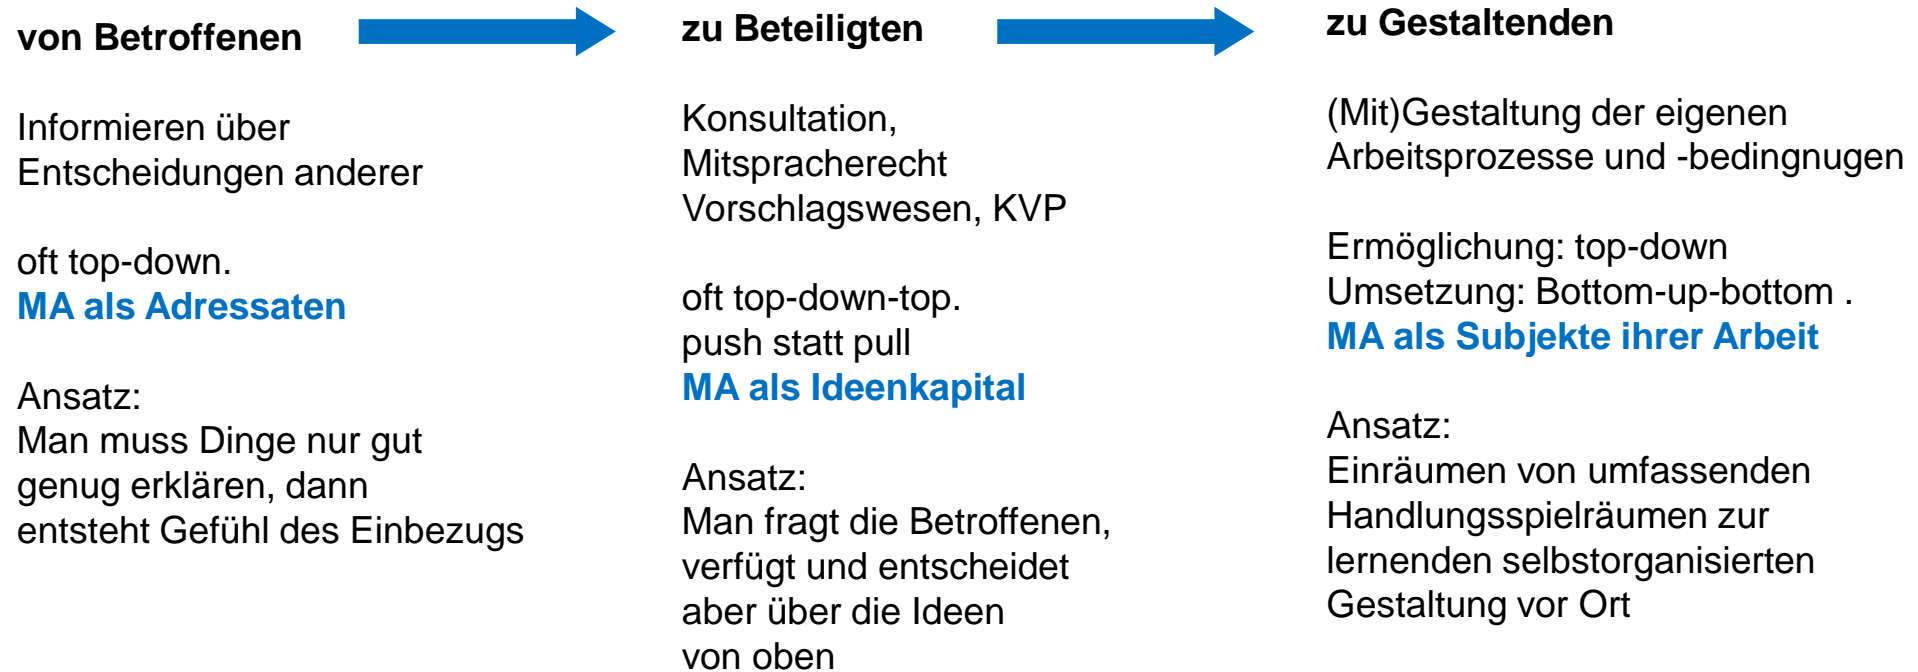 von Betroffenen
Informieren über
Entscheidungen anderer
oft top-down.
MA als Adressaten
Ansatz:
Man muss Dinge nur gut
genug erklären, dann
entsteht Gefühl des Einbezugs
zu Beteiligten
Konsultation,
Mitspracherecht
Vorschlagswesen, KVP
oft top-down-top.
push statt pull
MA als Ideenkapital
Ansatz:
Man fragt die Betroffenen,
verfügt und entscheidet
aber über die Ideen
von oben
zu Gestaltenden
(Mit)Gestaltung der eigenen
Arbeitsprozesse und -bedingnugen
Ermöglichung: top-down
Umsetzung: Bottom-up-bottom .
MA als Subjekte ihrer Arbeit
Ansatz:
Einräumen von umfassenden
Handlungsspielräumen zur
lernenden selbstorganisierten
Gestaltung vor Ort